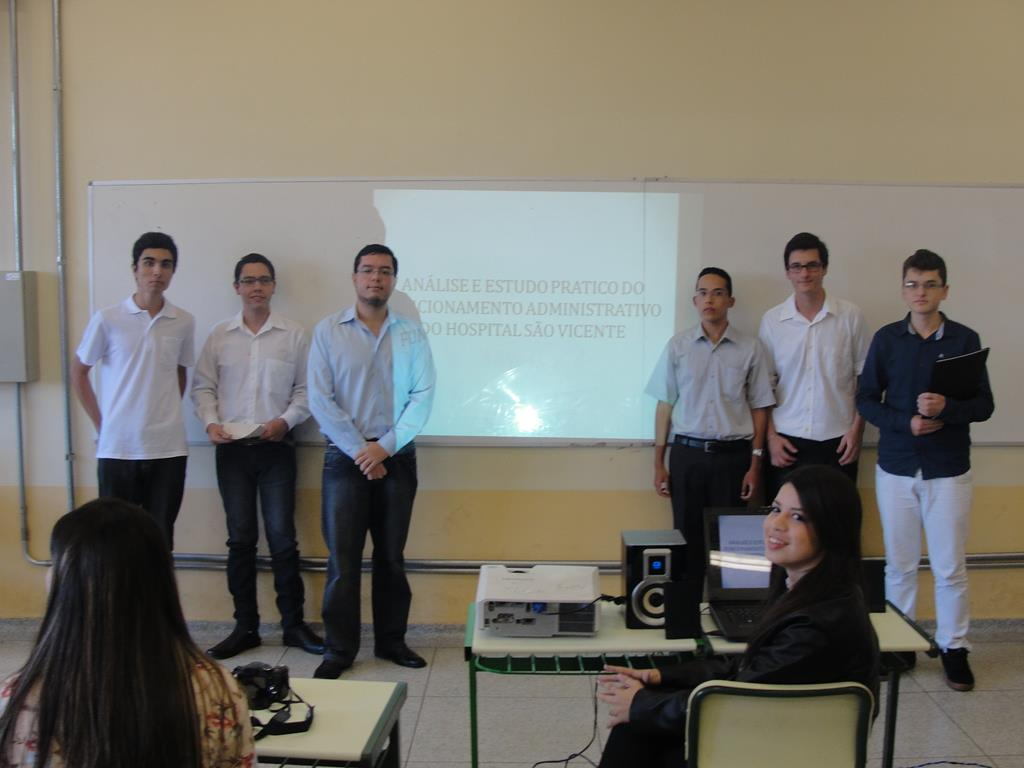 ANÁLISE E ESTUDO PRATICO DO
CIONAMENTO ADMINISTRATIVO
DO HOSPITAL SÃO VICENTE